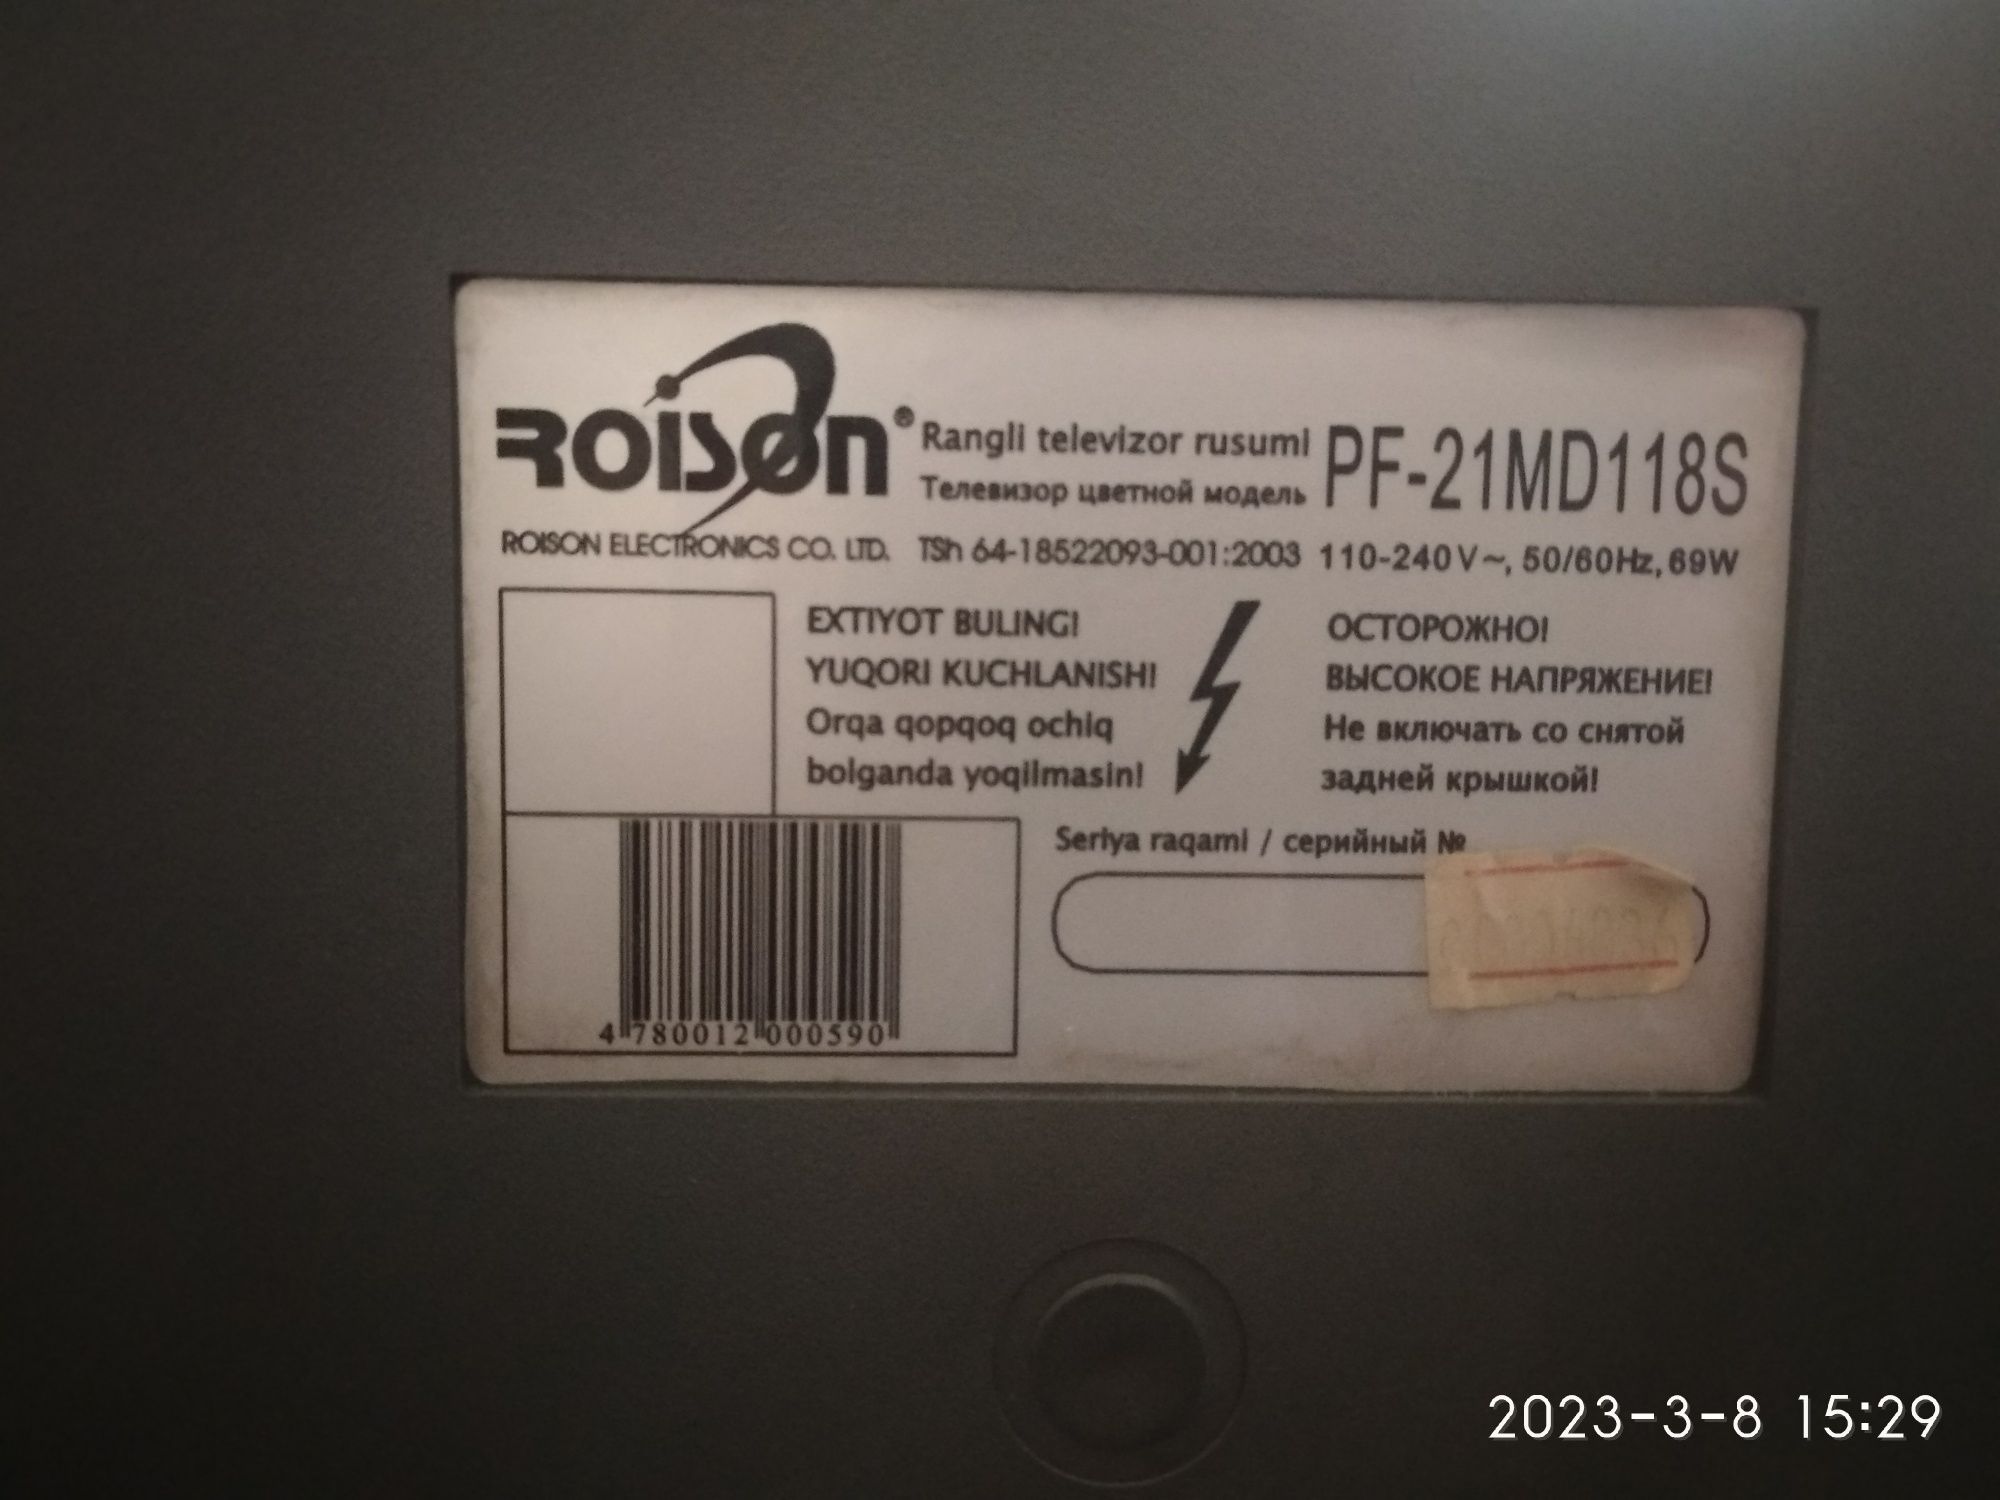 ROISON®
Rangli televizor rusumi PF-21MD118S
Телевизор цветной модель
ROISON ELECTRONICS CO. LTD. TSh 64-18522093-001:2003 110-240V~, 50/60Hz, 69W
EXTIYOT BULING!
YUQORI KUCHLANISH!
Orqa qopqoq ochiq
bolganda yoqilmasin!
ОСТОРОЖНО!
ВЫСОКОЕ НАПРЯЖЕНИЕ!
Не включать со снятой
задней крышкой!
Seriya raqami / серийный №
4 780012 000590
2023-3-8 15:29